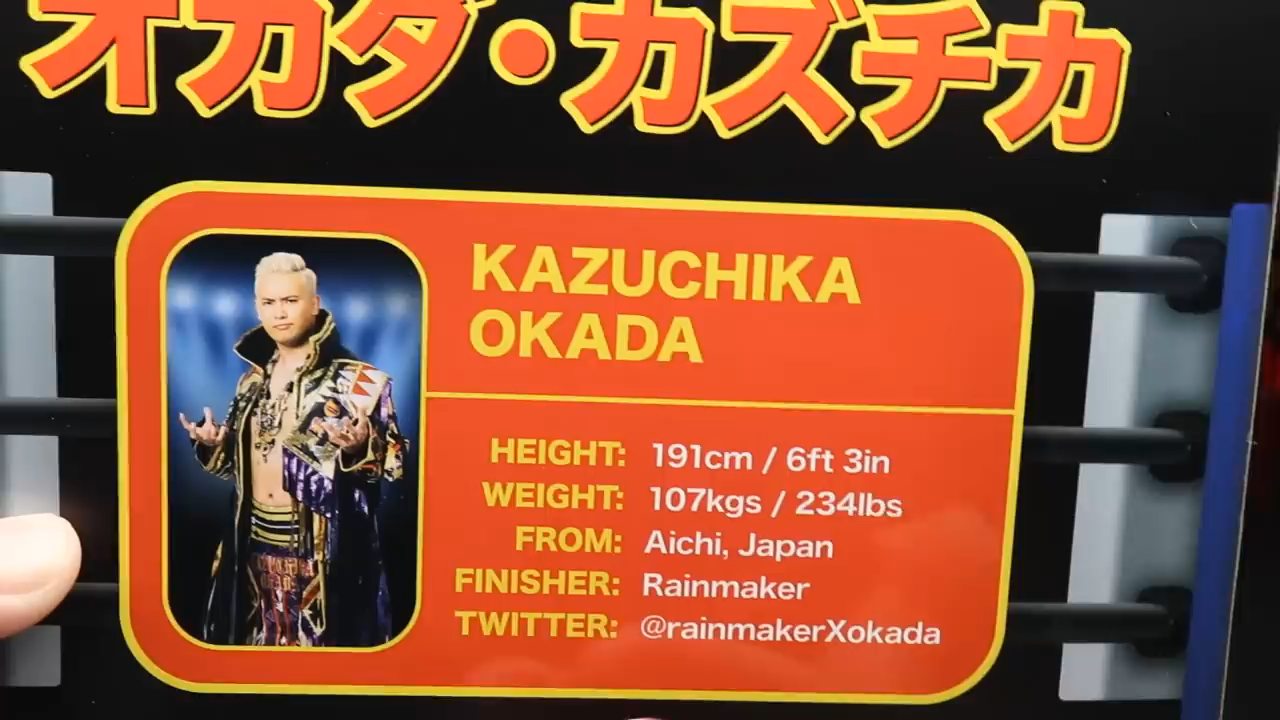 オカダ・カズチカ
KAZUCHIKA
OKADA
HEIGHT: 191cm / 6ft 3in
WEIGHT: 107kgs / 234lbs
FROM: Aichi, Japan
FINISHER: Rainmaker
TWITTER: @rainmakerXokada